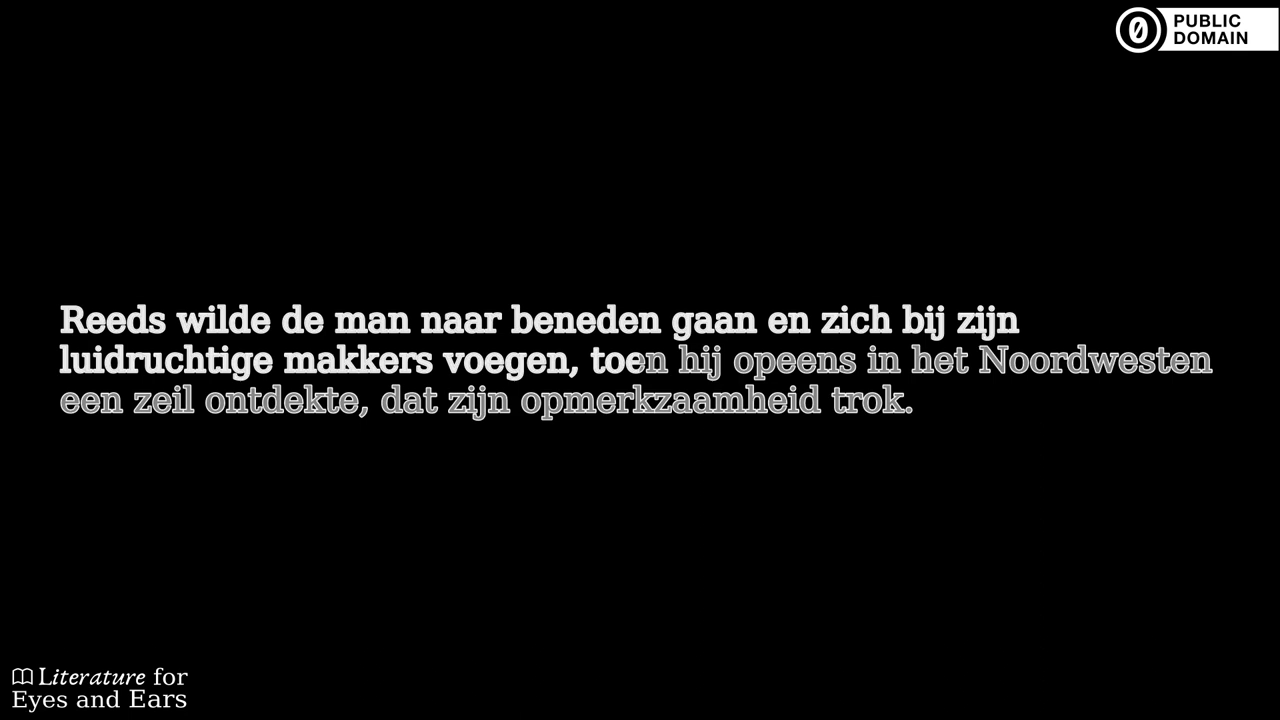 PUBLIC
DOMAIN
Reeds wilde de man naar beneden gaan en zich bij zijn
luidruchtige makkers voegen, toen hij opeens in het Noordwesten
een zeil ontdekte, dat zijn opmerkzaamheid trok.
Literature for
Eyes and Ears